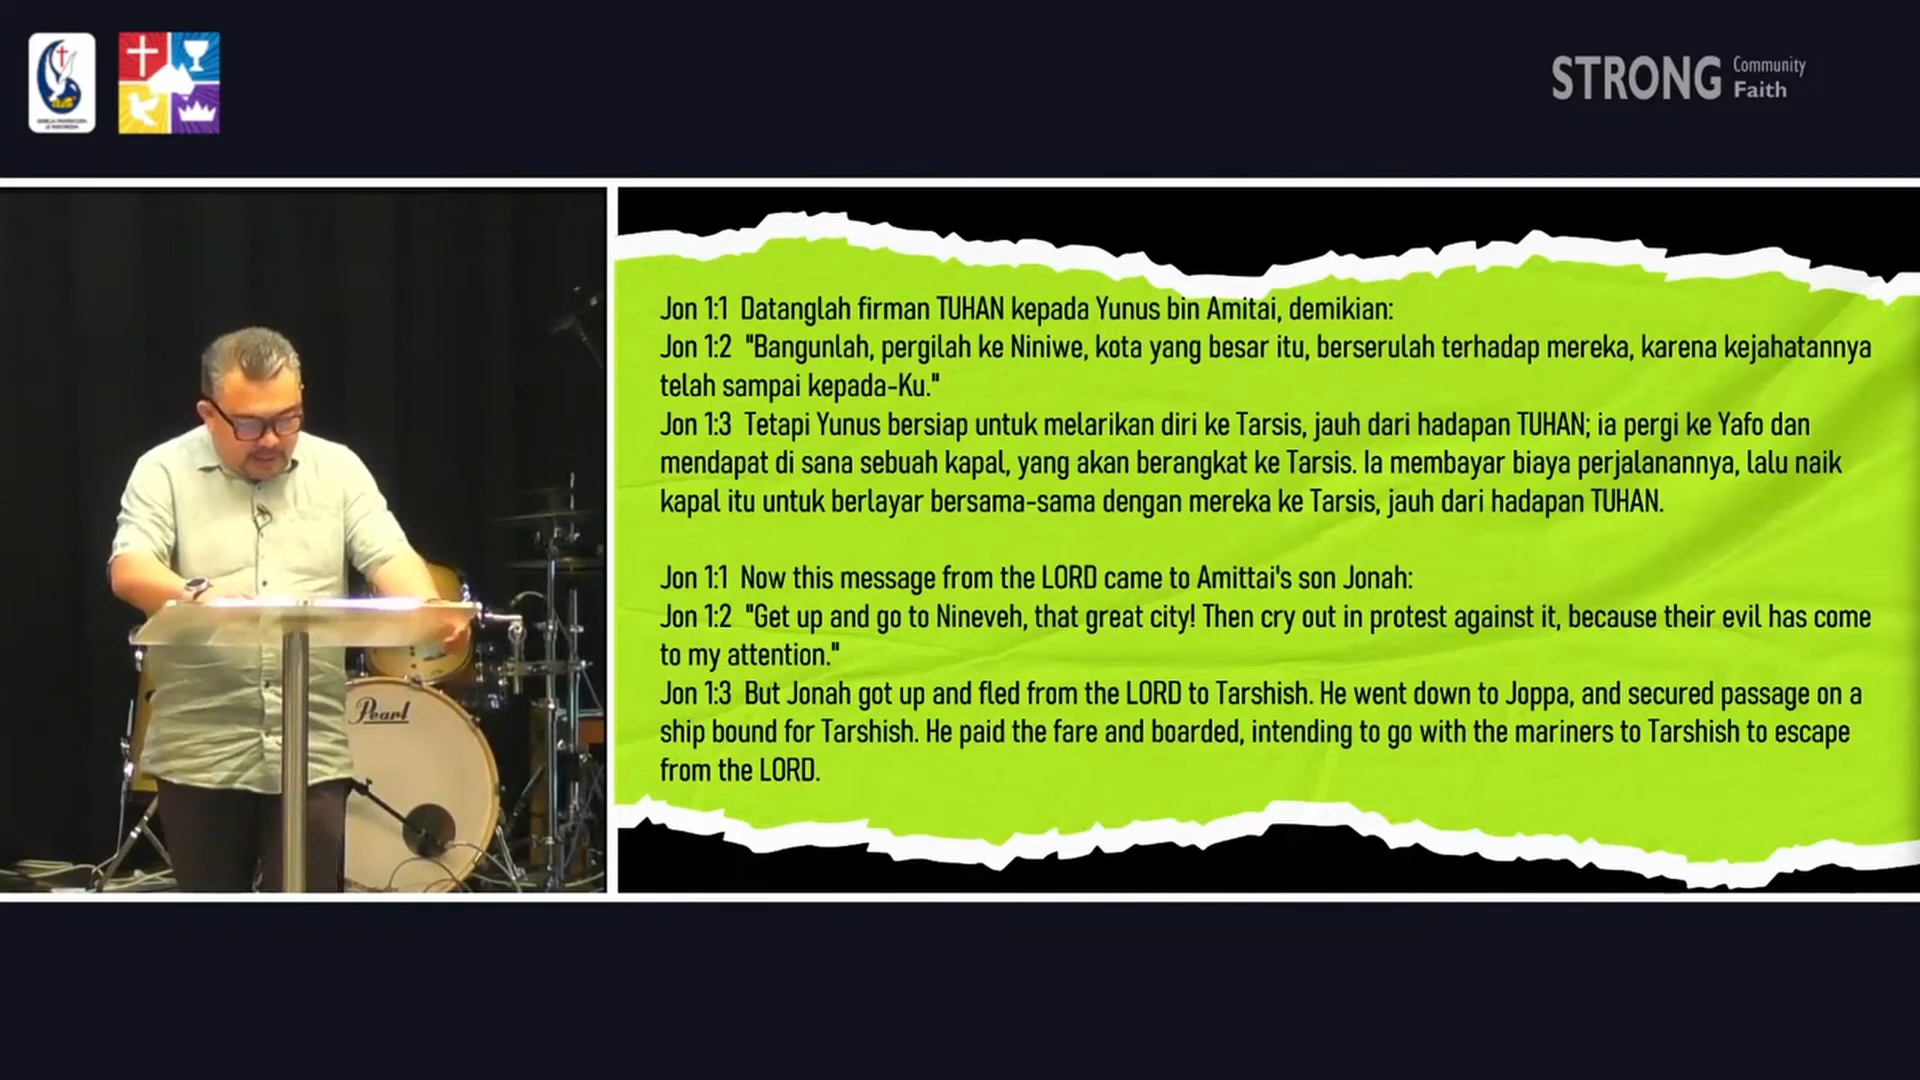 STRONG Community
Faith
Jon 1:1 Datanglah firman TUHAN kepada Yunus bin Amitai, demikian:
Jon 1:2 "Bangunlah, pergilah ke Niniwe, kota yang besar itu, berserulah terhadap mereka, karena kejahatannya
telah sampai kepada-Ku."
Jon 1:3 Tetapi Yunus bersiap untuk melarikan diri ke Tarsis, jauh dari hadapan TUHAN; ia pergi ke Yafo dan
mendapat di sana sebuah kapal, yang akan berangkat ke Tarsis. Ia membayar biaya perjalanannya, lalu naik
kapal itu untuk berlayar bersama-sama dengan mereka ke Tarsis, jauh dari hadapan TUHAN.
Jon 1:1 Now this message from the LORD came to Amittai's son Jonah:
Jon 1:2 "Get up and go to Nineveh, that great city! Then cry out in protest against it, because their evil has come
to my attention."
Jon 1:3 But Jonah got up and fled from the LORD to Tarshish. He went down to Joppa, and secured passage on a
ship bound for Tarshish. He paid the fare and boarded, intending to go with the mariners to Tarshish to escape
from the LORD.
Pearl